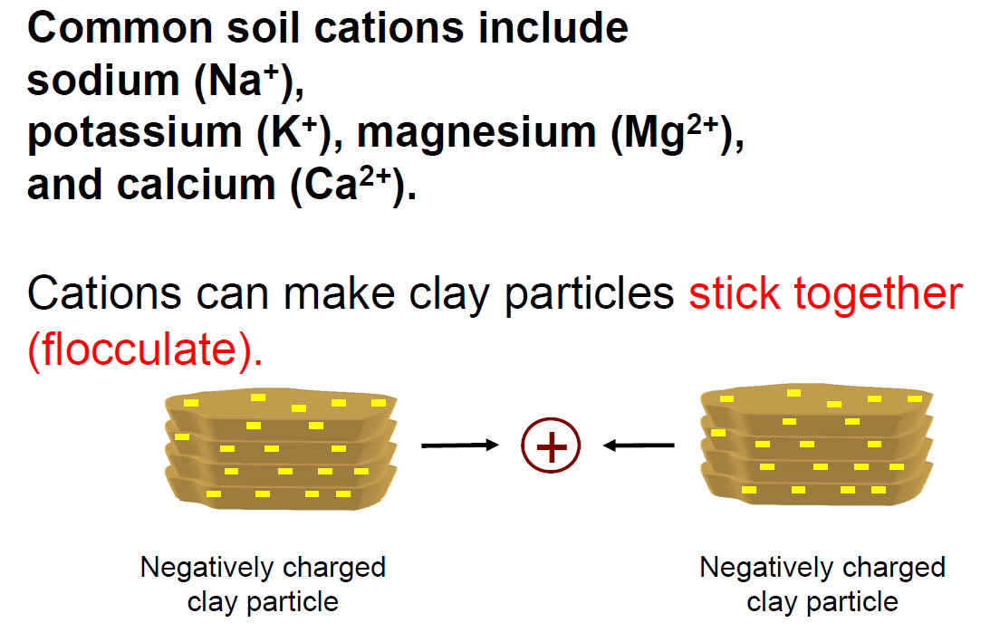 Common soil cations include
sodium (Na⁺),
potassium (K⁺), magnesium (Mg²⁺),
and calcium (Ca²⁺).
Cations can make clay particles stick together
(flocculate).
+
Negatively charged
clay particle
Negatively charged
clay particle